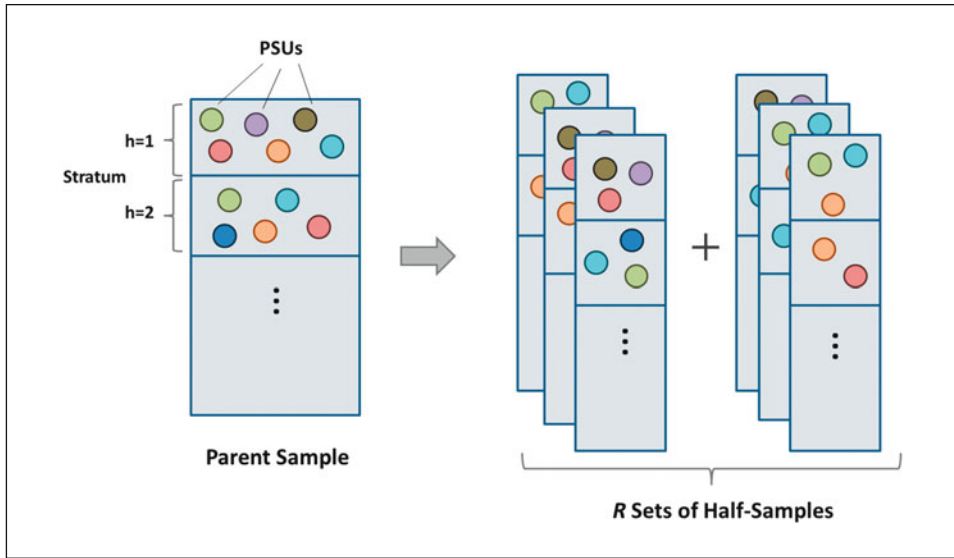 PSUs
h=1
Stratum
h=2
Parent Sample
+
R Sets of Half-Samples